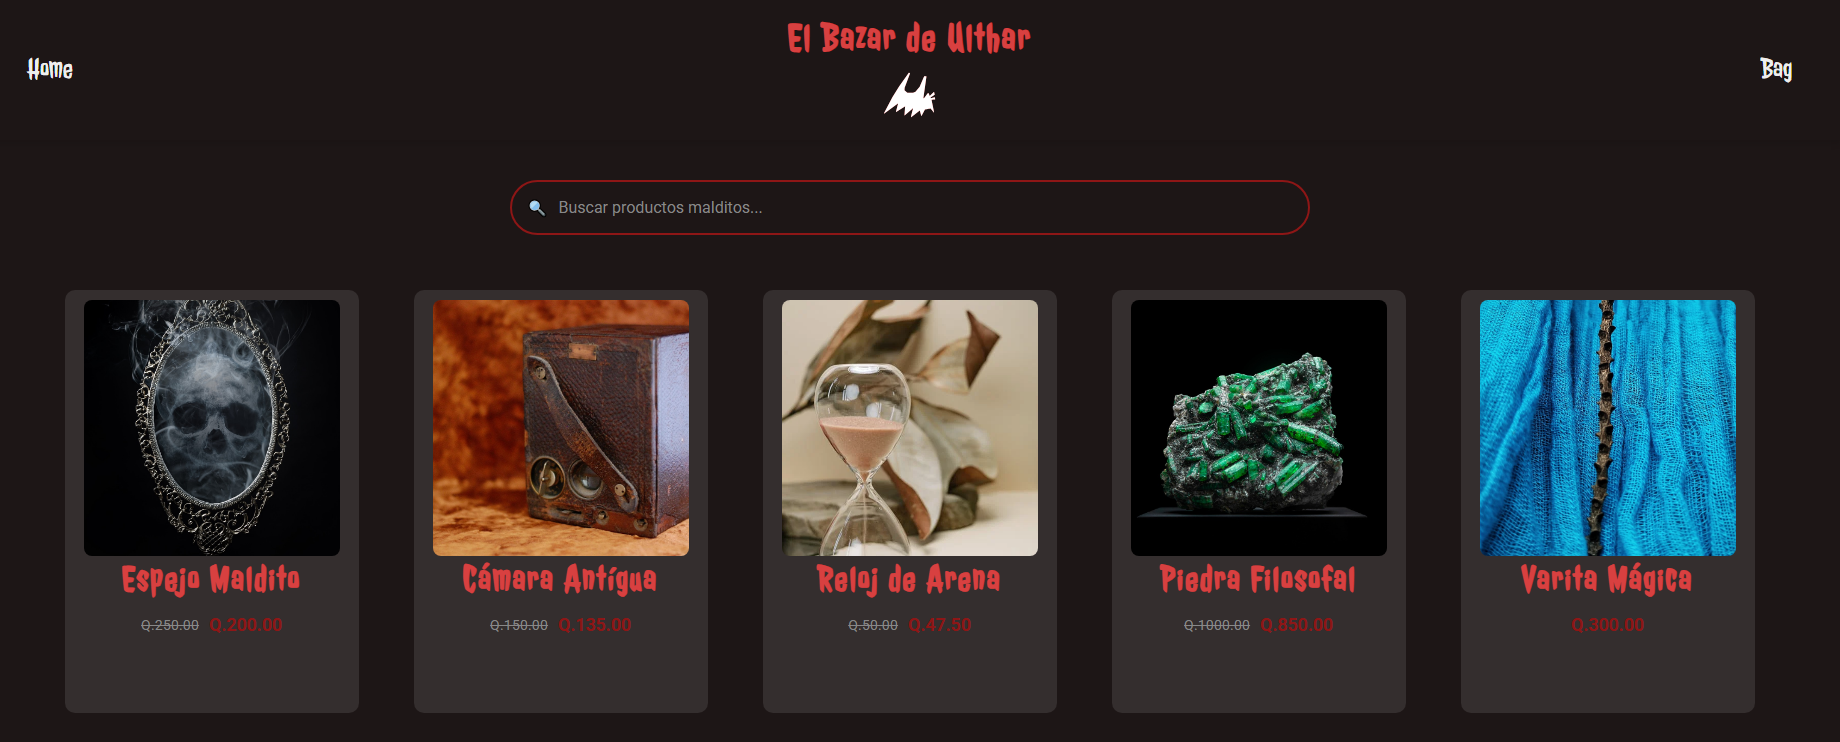 El Bazar de Ulthar
Home
Bag
Buscar productos malditos...
Espejo Maldito
Q.250.00 Q.200.00
Cámara Antígua
Q.150.00 Q.135.00
Reloj de Arena
Q.50.00 Q.47.50
Piedra Filosofal
Q.1000.00 Q.850.00
Varita Mágica
Q.300.00